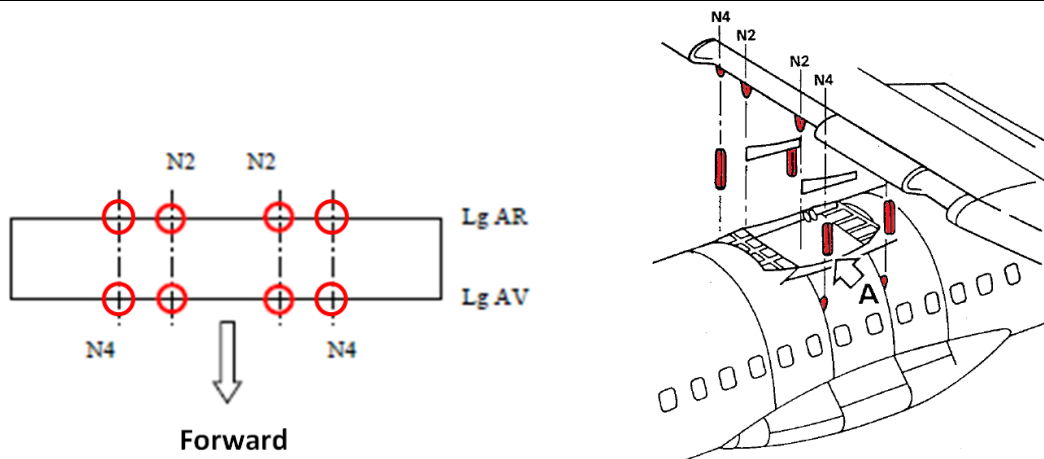 N2 N2
Lg AR
Lg AV
N4 N4
Forward
N4
N2
N2
N4
A